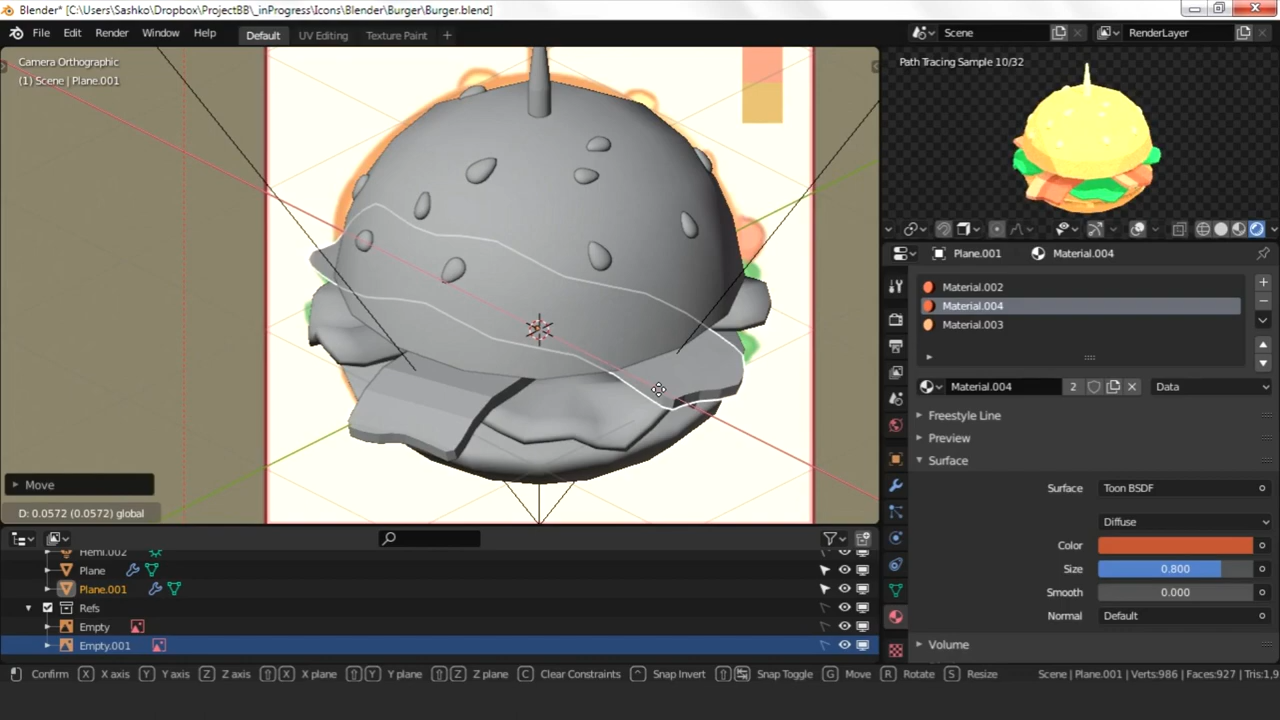 Blender* [C:\Users\Sashko\Dropbox\ProjectBB\_inProgress\Icons\Blender\Burger\Burger.blend]
File Edit Render Window Help Default UV Editing Texture Paint + Scene RenderLayer
Camera Orthographic
(1) Scene | Plane.001
Path Tracing Sample 10/32
Plane.001 Material.004
Material.002
Material.004
Material.003
Material.004 2 Data
Freestyle Line
Preview
Surface
Surface Toon BSDF
Diffuse
Color
Size 0.800
Smooth 0.000
Normal Default
Volume
Move
D: 0.0572 (0.0572) global
Hemi.002
Plane
Plane.001
Refs
Empty
Empty.001
Confirm X X axis Y Y axis Z Z axis X X plane Y Y plane Z Z plane C Clear Constraints ^ Snap Invert Snap Toggle G Move R Rotate S Resize Scene | Plane.001 | Verts:986 | Faces:927 | Tris:1,9